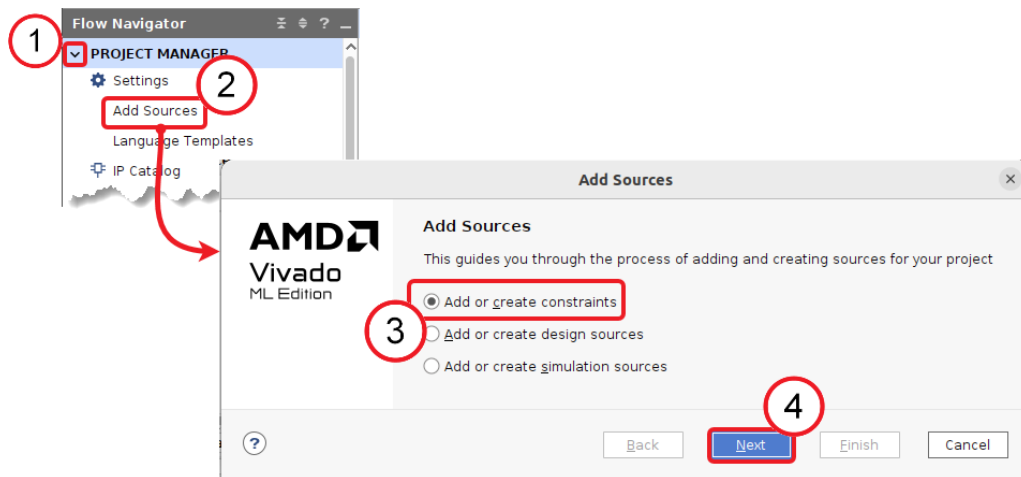 Flow Navigator ?
1
PROJECT MANAGER
Settings
2
Add Sources
Language Templates
IP Catalog
Add Sources
AMD
Vivado
ML Edition
Add Sources
This guides you through the process of adding and creating sources for your project
Add or create constraints
3
Add or create design sources
Add or create simulation sources
4
? Back Next Finish Cancel